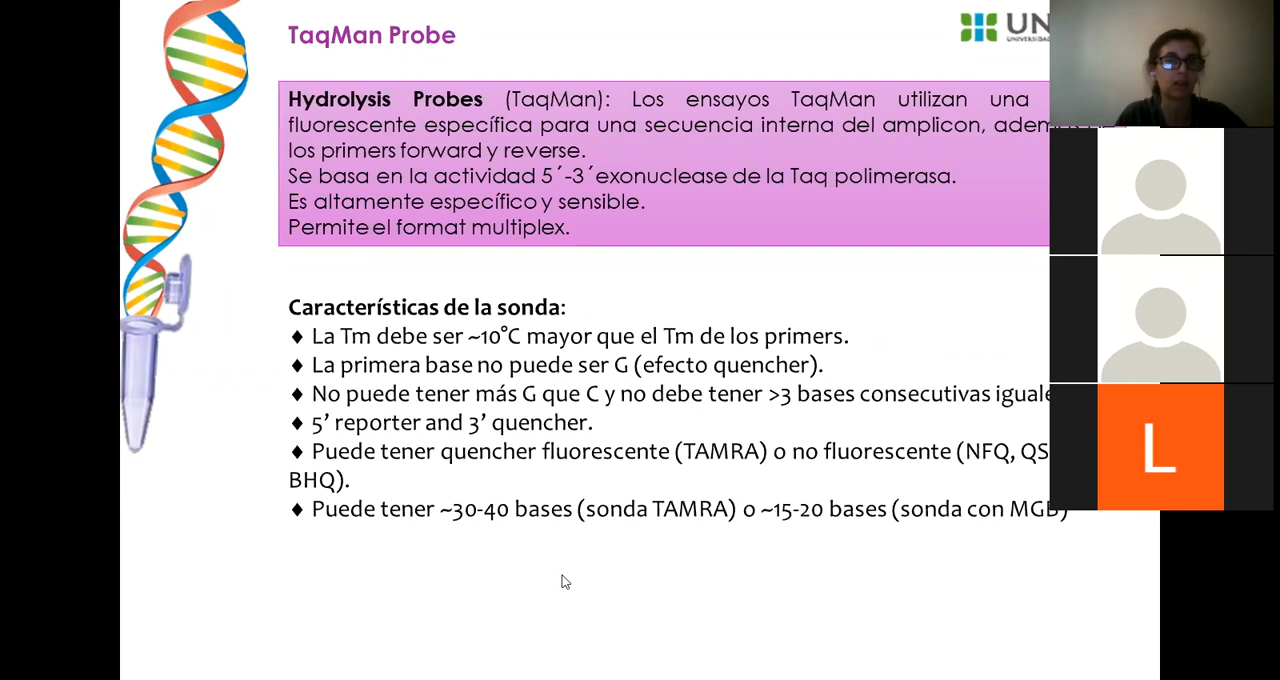 TaqMan Probe
UN
UNIVERSIDAD
Hydrolysis Probes (TaqMan): Los ensayos TaqMan utilizan una
fluorescente específica para una secuencia interna del amplicon,
los primers forward y reverse.
Se basa en la actividad 5´-3´exonuclease de la Taq polimerasa.
Es altamente específico y sensible.
Permite el format multiplex.
Características de la sonda:
♦ La Tm debe ser ~10°C mayor que el Tm de los primers.
♦ La primera base no puede ser G (efecto quencher).
♦ No puede tener más G que C y no debe tener >3 bases consecutivas iguale
♦ 5’ reporter and 3’ quencher.
♦ Puede tener quencher fluorescente (TAMRA) o no fluorescente (NFQ, QS
BHQ).
♦ Puede tener ~30-40 bases (sonda TAMRA) o ~15-20 bases (sonda con MGB)
L